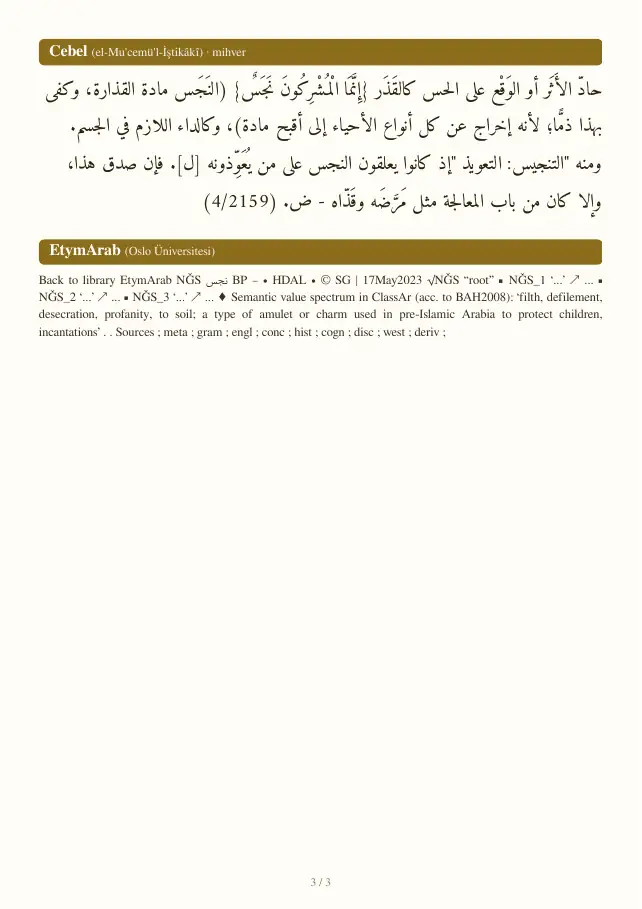 Cebel (el-Mu'cemü'l-İştikâkî) · mihver
حادّ الأَثَر أو الوَقْع على الحس كالقَذَر {إِنَّمَا الْمُشْرِكُونَ نَجَسٌ} (النَجَس مادة القذارة، وكفى
بهذا ذمًّا؛ لأنه إخراج عن كل أنواع الأحياء إلى أقبح مادة)، وكالداء اللازم في الجسم.
ومنه "التنجيس: التعويذ "إذ كانوا يعلقون النجس على من يُعَوِّذونه [ل]. فإن صدق هذا،
وإلا كان من باب المعالجة مثل مَرَّضَه وقَذّاه - ض. (4/2159)
EtymArab (Oslo Üniversitesi)
Back to library EtymArab NǦS نجس BP – • HDAL • © SG | 17May2023 √NǦS “root” ▪ NǦS_1 ‘...’ ↗ ... ▪
NǦS_2 ‘...’ ↗ ... ▪ NǦS_3 ‘...’ ↗ ... ♦ Semantic value spectrum in ClassAr (acc. to BAH2008): ‘filth, defilement,
desecration, profanity, to soil; a type of amulet or charm used in pre-Islamic Arabia to protect children,
incantations’ . . Sources ; meta ; gram ; engl ; conc ; hist ; cogn ; disc ; west ; deriv ;
3 / 3